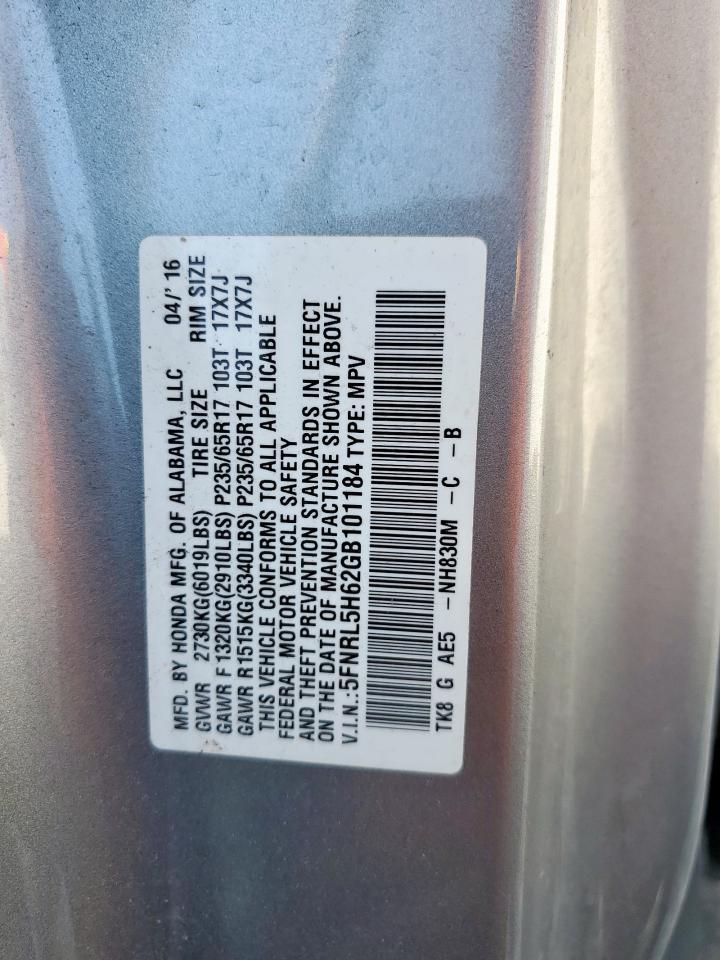 MFD. BY HONDA MFG. OF ALABAMA, LLC 04/' 16
GVWR 2730KG(6019LBS) TIRE SIZE RIM SIZE
GAWR F 1320KG(2910LBS) P235/65R17 103T 17X7J
GAWR R1515KG(3340LBS) P235/65R17 103T 17X7J
THIS VEHICLE CONFORMS TO ALL APPLICABLE
FEDERAL MOTOR VEHICLE SAFETY
AND THEFT PREVENTION STANDARDS IN EFFECT
ON THE DATE OF MANUFACTURE SHOWN ABOVE.
V.I.N.:5FNRL5H62GB101184 TYPE: MPV
TK8 G AE5 -NH830M -C -B